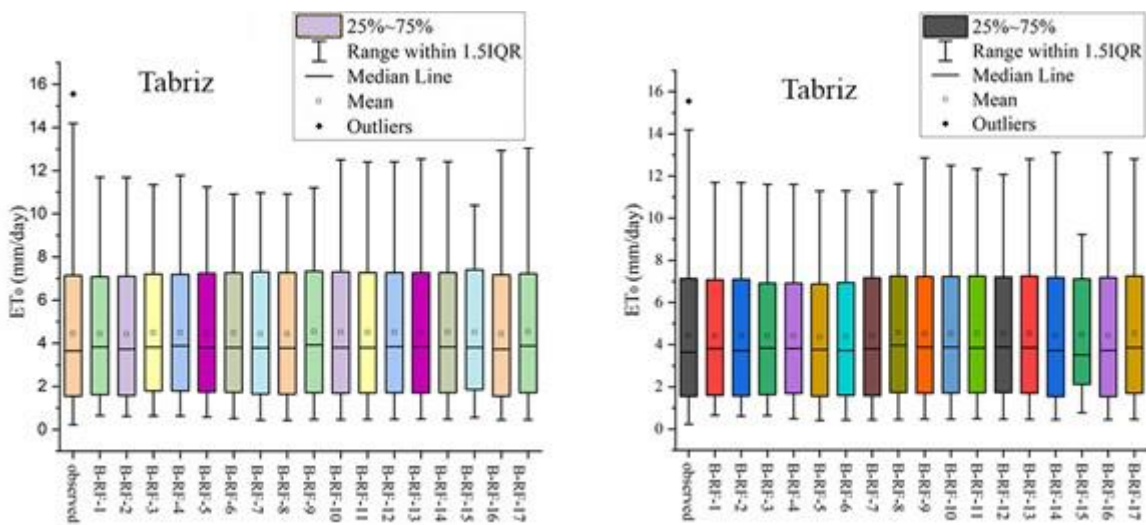 25%~75%
Range within 1.5IQR
Median Line
Mean
Outliers
Tabriz
16
14
12
10
8
6
4
2
0
ET₀ (mm/day)
observed
B-RF-1
B-RF-2
B-RF-3
B-RF-4
B-RF-5
B-RF-6
B-RF-7
B-RF-8
B-RF-9
B-RF-10
B-RF-11
B-RF-12
B-RF-13
B-RF-14
B-RF-15
B-RF-16
B-RF-17
25%~75%
Range within 1.5IQR
Median Line
Mean
Outliers
Tabriz
16
14
12
10
8
6
4
2
0
ET₀ (mm/day)
observed
B-RF-1
B-RF-2
B-RF-3
B-RF-4
B-RF-5
B-RF-6
B-RF-7
B-RF-8
B-RF-9
B-RF-10
B-RF-11
B-RF-12
B-RF-13
B-RF-14
B-RF-15
B-RF-16
B-RF-17